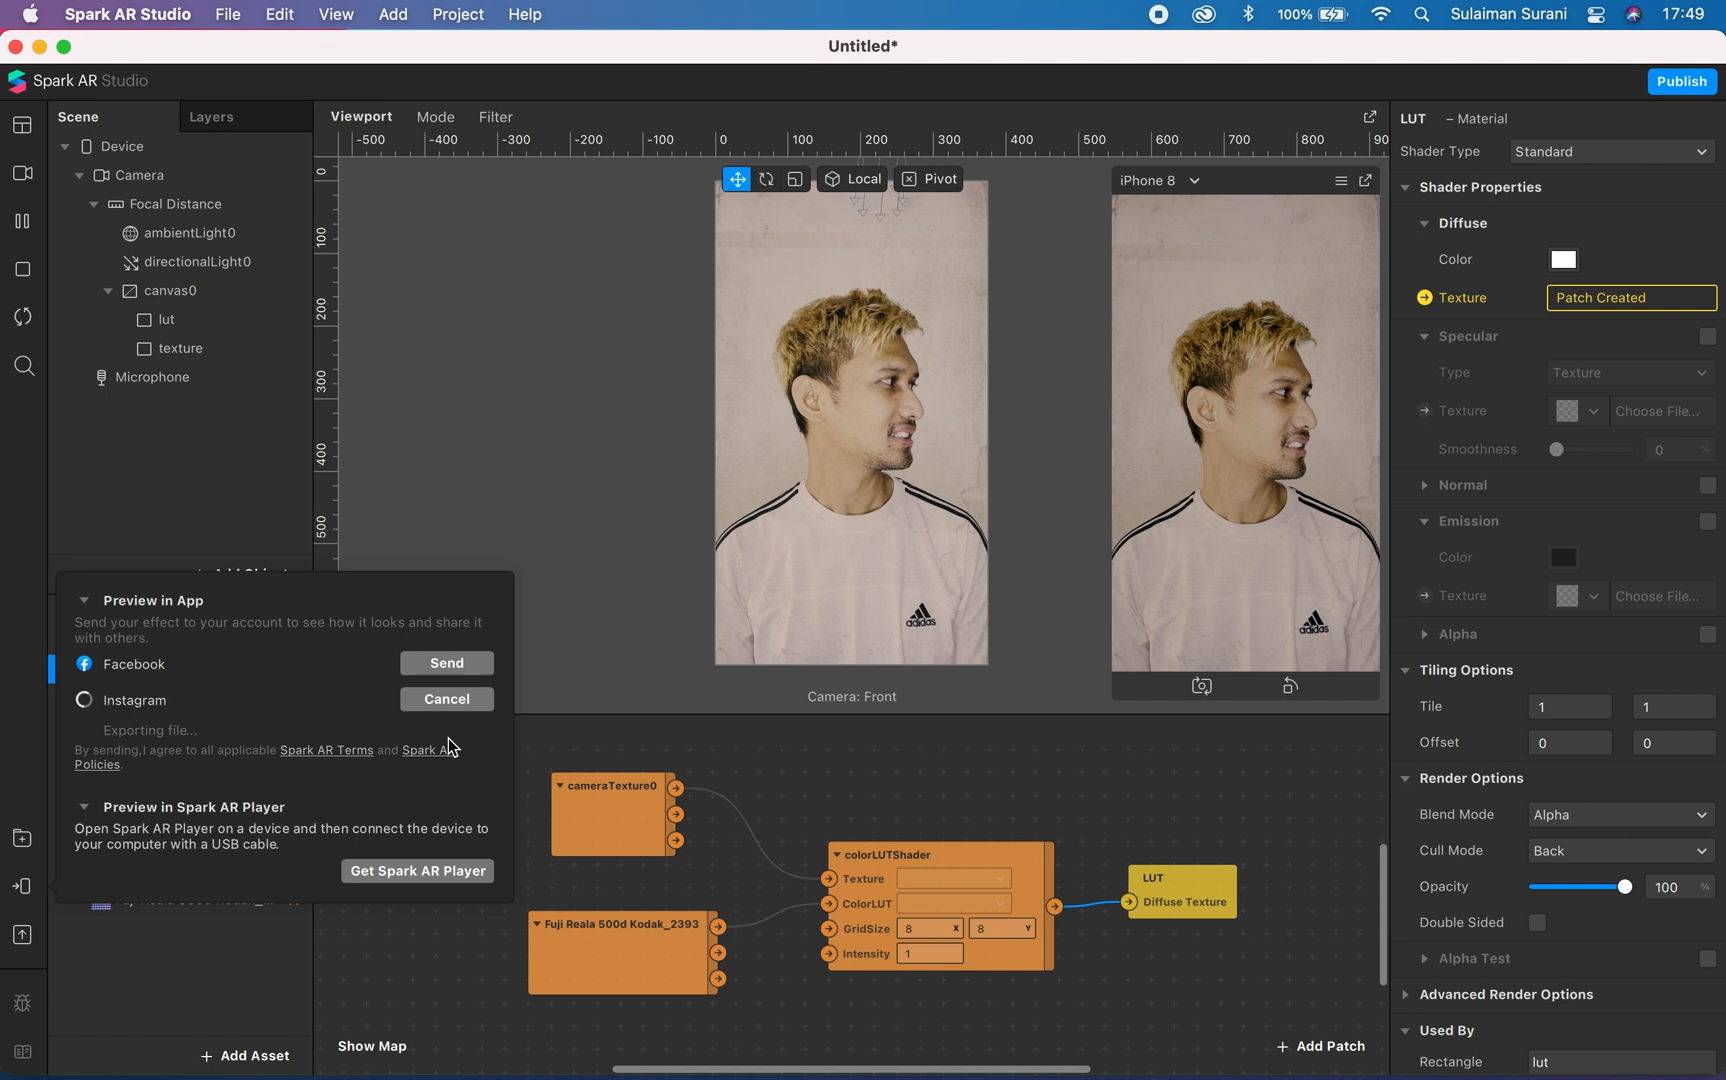 Spark AR Studio File Edit View Add Project Help 100% Sulaiman Surani 17:49
Untitled*
Spark AR Studio
Publish
Scene Layers
Device
Camera
Focal Distance
ambientLight0
directionalLight0
canvas0
lut
texture
Microphone
Preview in App
Send your effect to your account to see how it looks and share it
with others.
Facebook Send
Instagram Cancel
Exporting file...
By sending,I agree to all applicable Spark AR Terms and Spark
Policies.
Preview in Spark AR Player
Open Spark AR Player on a device and then connect the device to
your computer with a USB cable.
Get Spark AR Player
+ Add Asset
Viewport Mode Filter
-500 -400 -300 -200 -100 0 100 200 300 400 500 600 700 800 90
0
100
200
300
400
500
Local Pivot
iPhone 8
adidas
adidas
Camera: Front
cameraTexture0
Fuji Reala 500d Kodak_2393
colorLUTShader
Texture
ColorLUT
GridSize 8 X 8 Y
Intensity 1
LUT
Diffuse Texture
Show Map
+ Add Patch
LUT - Material
Shader Type Standard
Shader Properties
Diffuse
Color
Texture Patch Created
Specular
Type Texture
Texture Choose File...
Smoothness 0 %
Normal
Emission
Color
Texture Choose File...
Alpha
Tiling Options
Tile 1 1
Offset 0 0
Render Options
Blend Mode Alpha
Cull Mode Back
Opacity 100 %
Double Sided
Alpha Test
Advanced Render Options
Used By
Rectangle lut